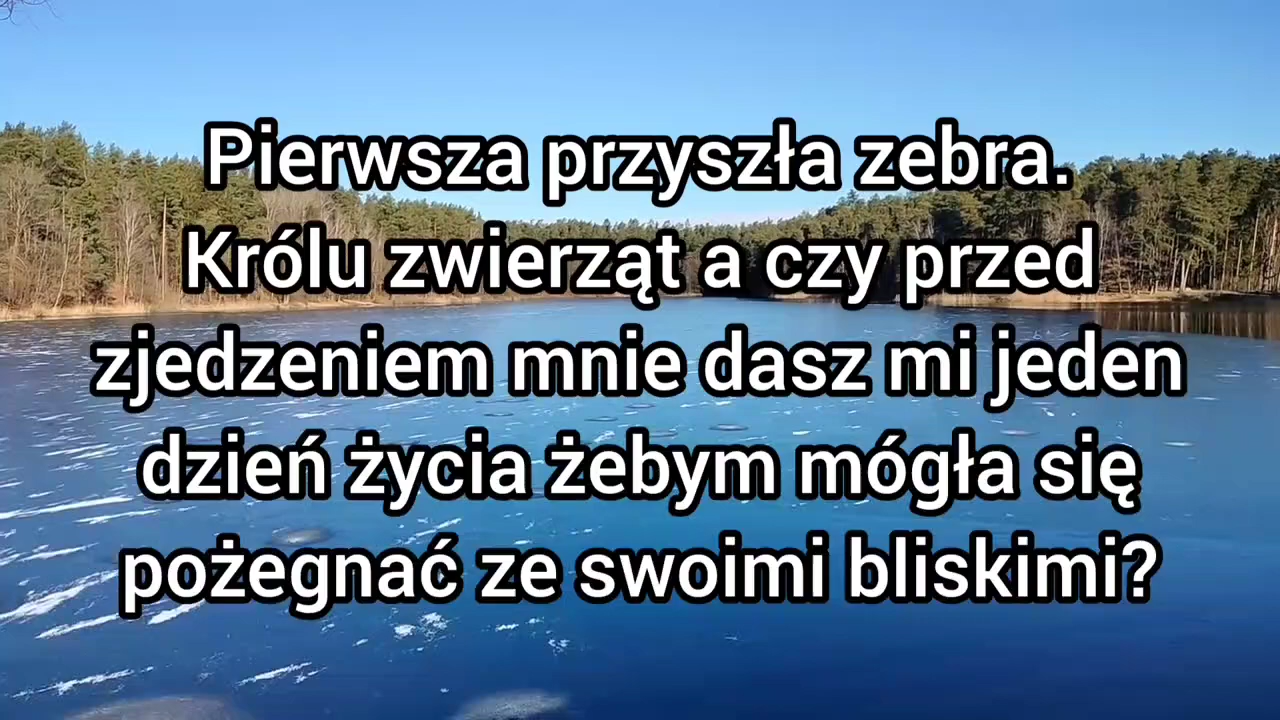 Pierwsza przyszła zebra.
Królu zwierząt a czy przed
zjedzeniem mnie dasz mi jeden
dzień życia żebym mógła się
pożegnać ze swoimi bliskimi?